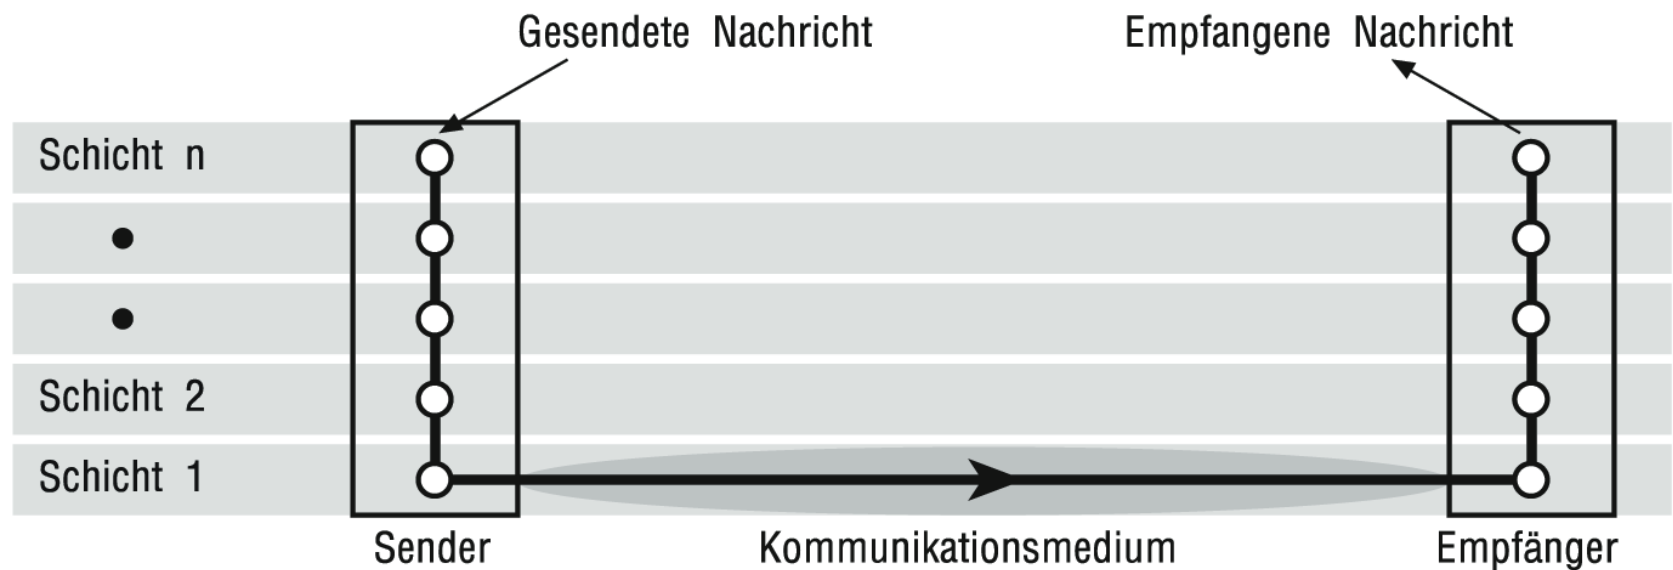 Gesendete Nachricht
Empfangene Nachricht
Schicht n
Schicht 2
Schicht 1
Sender
Kommunikationsmedium
Empfänger